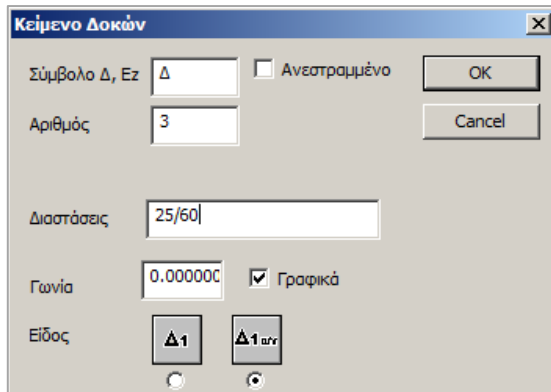 Κείμενο Δοκών
Σύμβολο Δ, Εz Δ Ανεστραμμένο OK
Αριθμός 3 Cancel
Διαστάσεις 25/60
Γωνία 0.000000 Γραφικά
Είδος Δ1 Δ1 α/γ